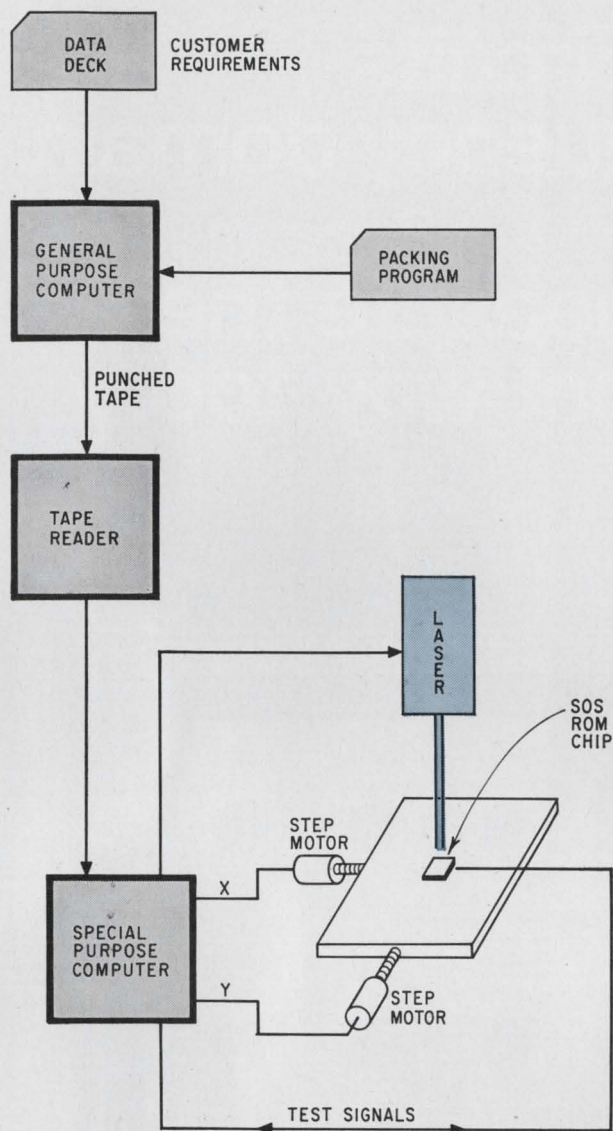 DATA
DECK
CUSTOMER
REQUIREMENTS
GENERAL
PURPOSE
COMPUTER
PACKING
PROGRAM
PUNCHED
TAPE
TAPE
READER
LASER
SOS
ROM
CHIP
STEP
MOTOR
X
SPECIAL
PURPOSE
COMPUTER
Y
STEP
MOTOR
TEST SIGNALS